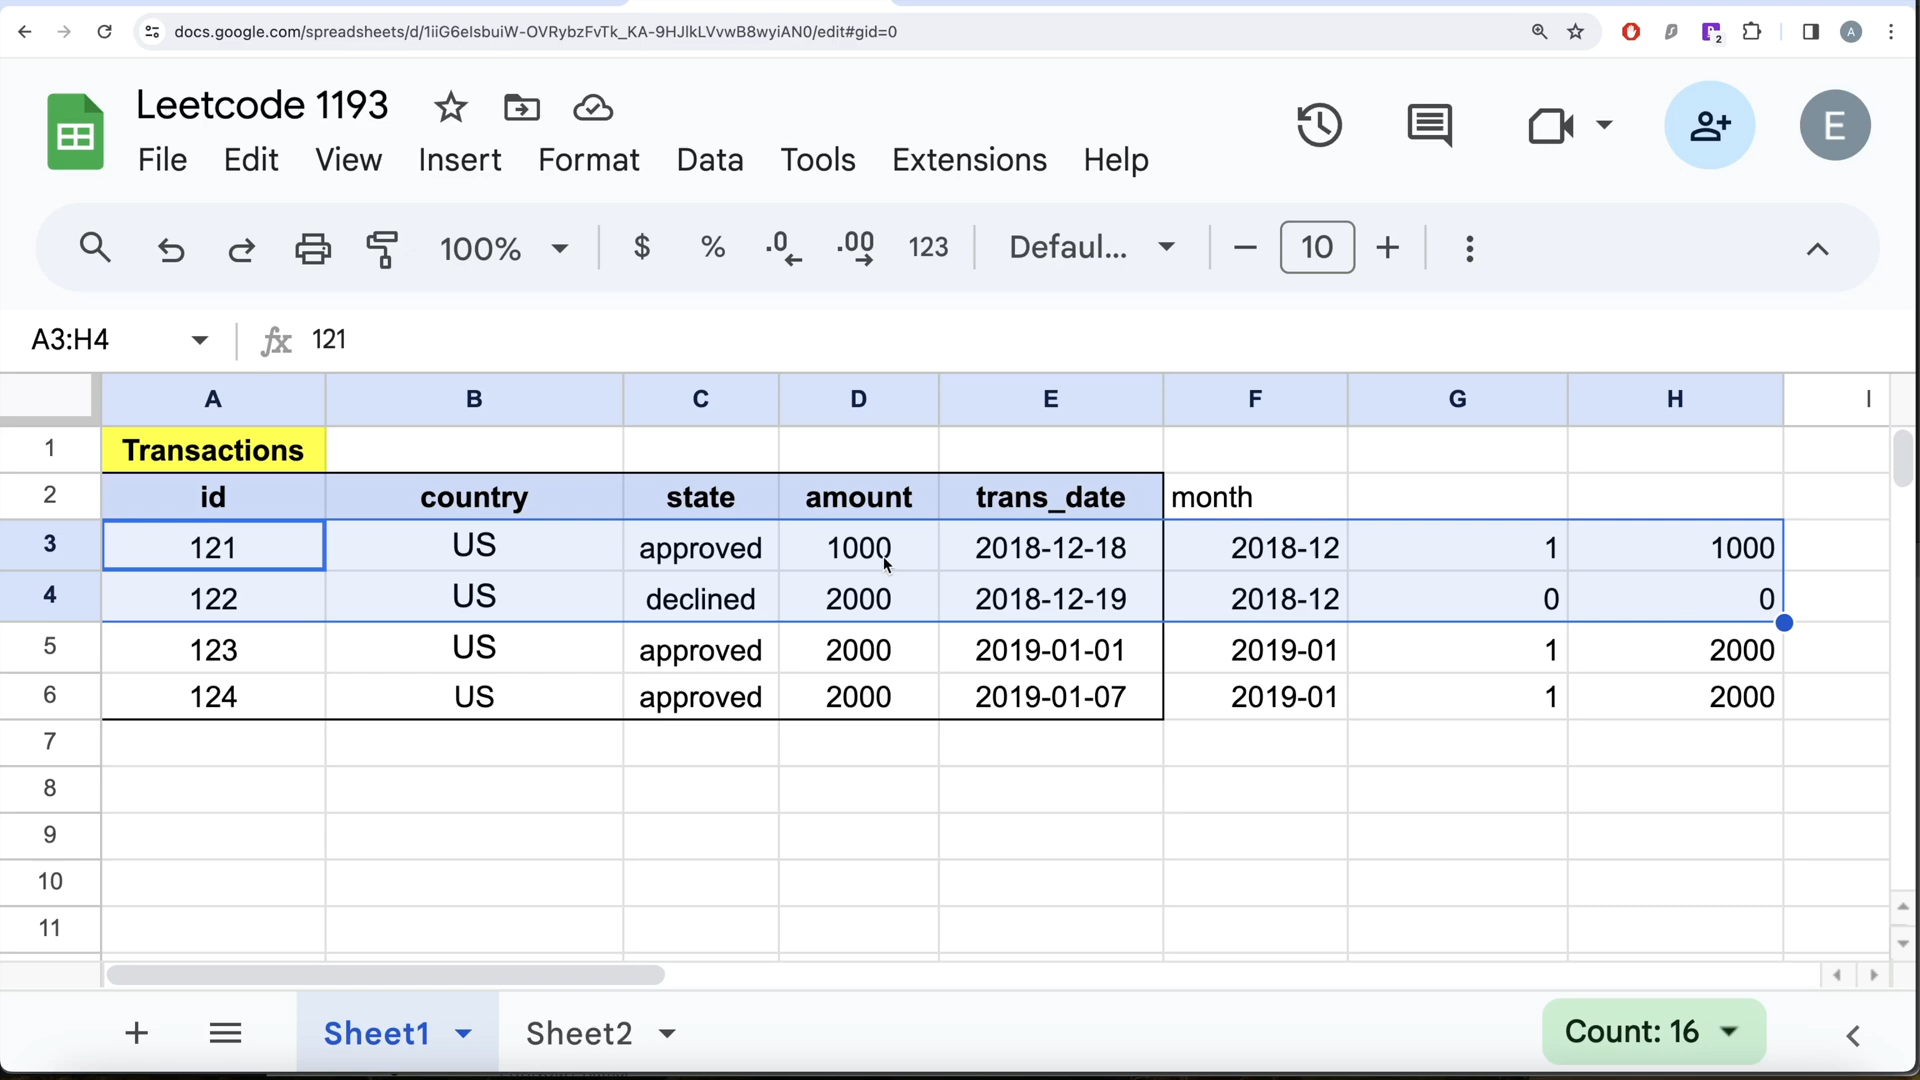 docs.google.com/spreadsheets/d/1iiG6eIsbuiW-OVRybzFvTk_KA-9HJlkLVvwB8wyiAN0/edit#gid=0
2
A
Leetcode 1193
File Edit View Insert Format Data Tools Extensions Help
E
100% $ % .0 .00 123 Defaul... 10
A3:H4 fx 121
A B C D E F G H I
1 Transactions
2 id country state amount trans_date month
3 121 US approved 1000 2018-12-18 2018-12 1 1000
4 122 US declined 2000 2018-12-19 2018-12 0 0
5 123 US approved 2000 2019-01-01 2019-01 1 2000
6 124 US approved 2000 2019-01-07 2019-01 1 2000
7
8
9
10
11
Sheet1 Sheet2 Count: 16